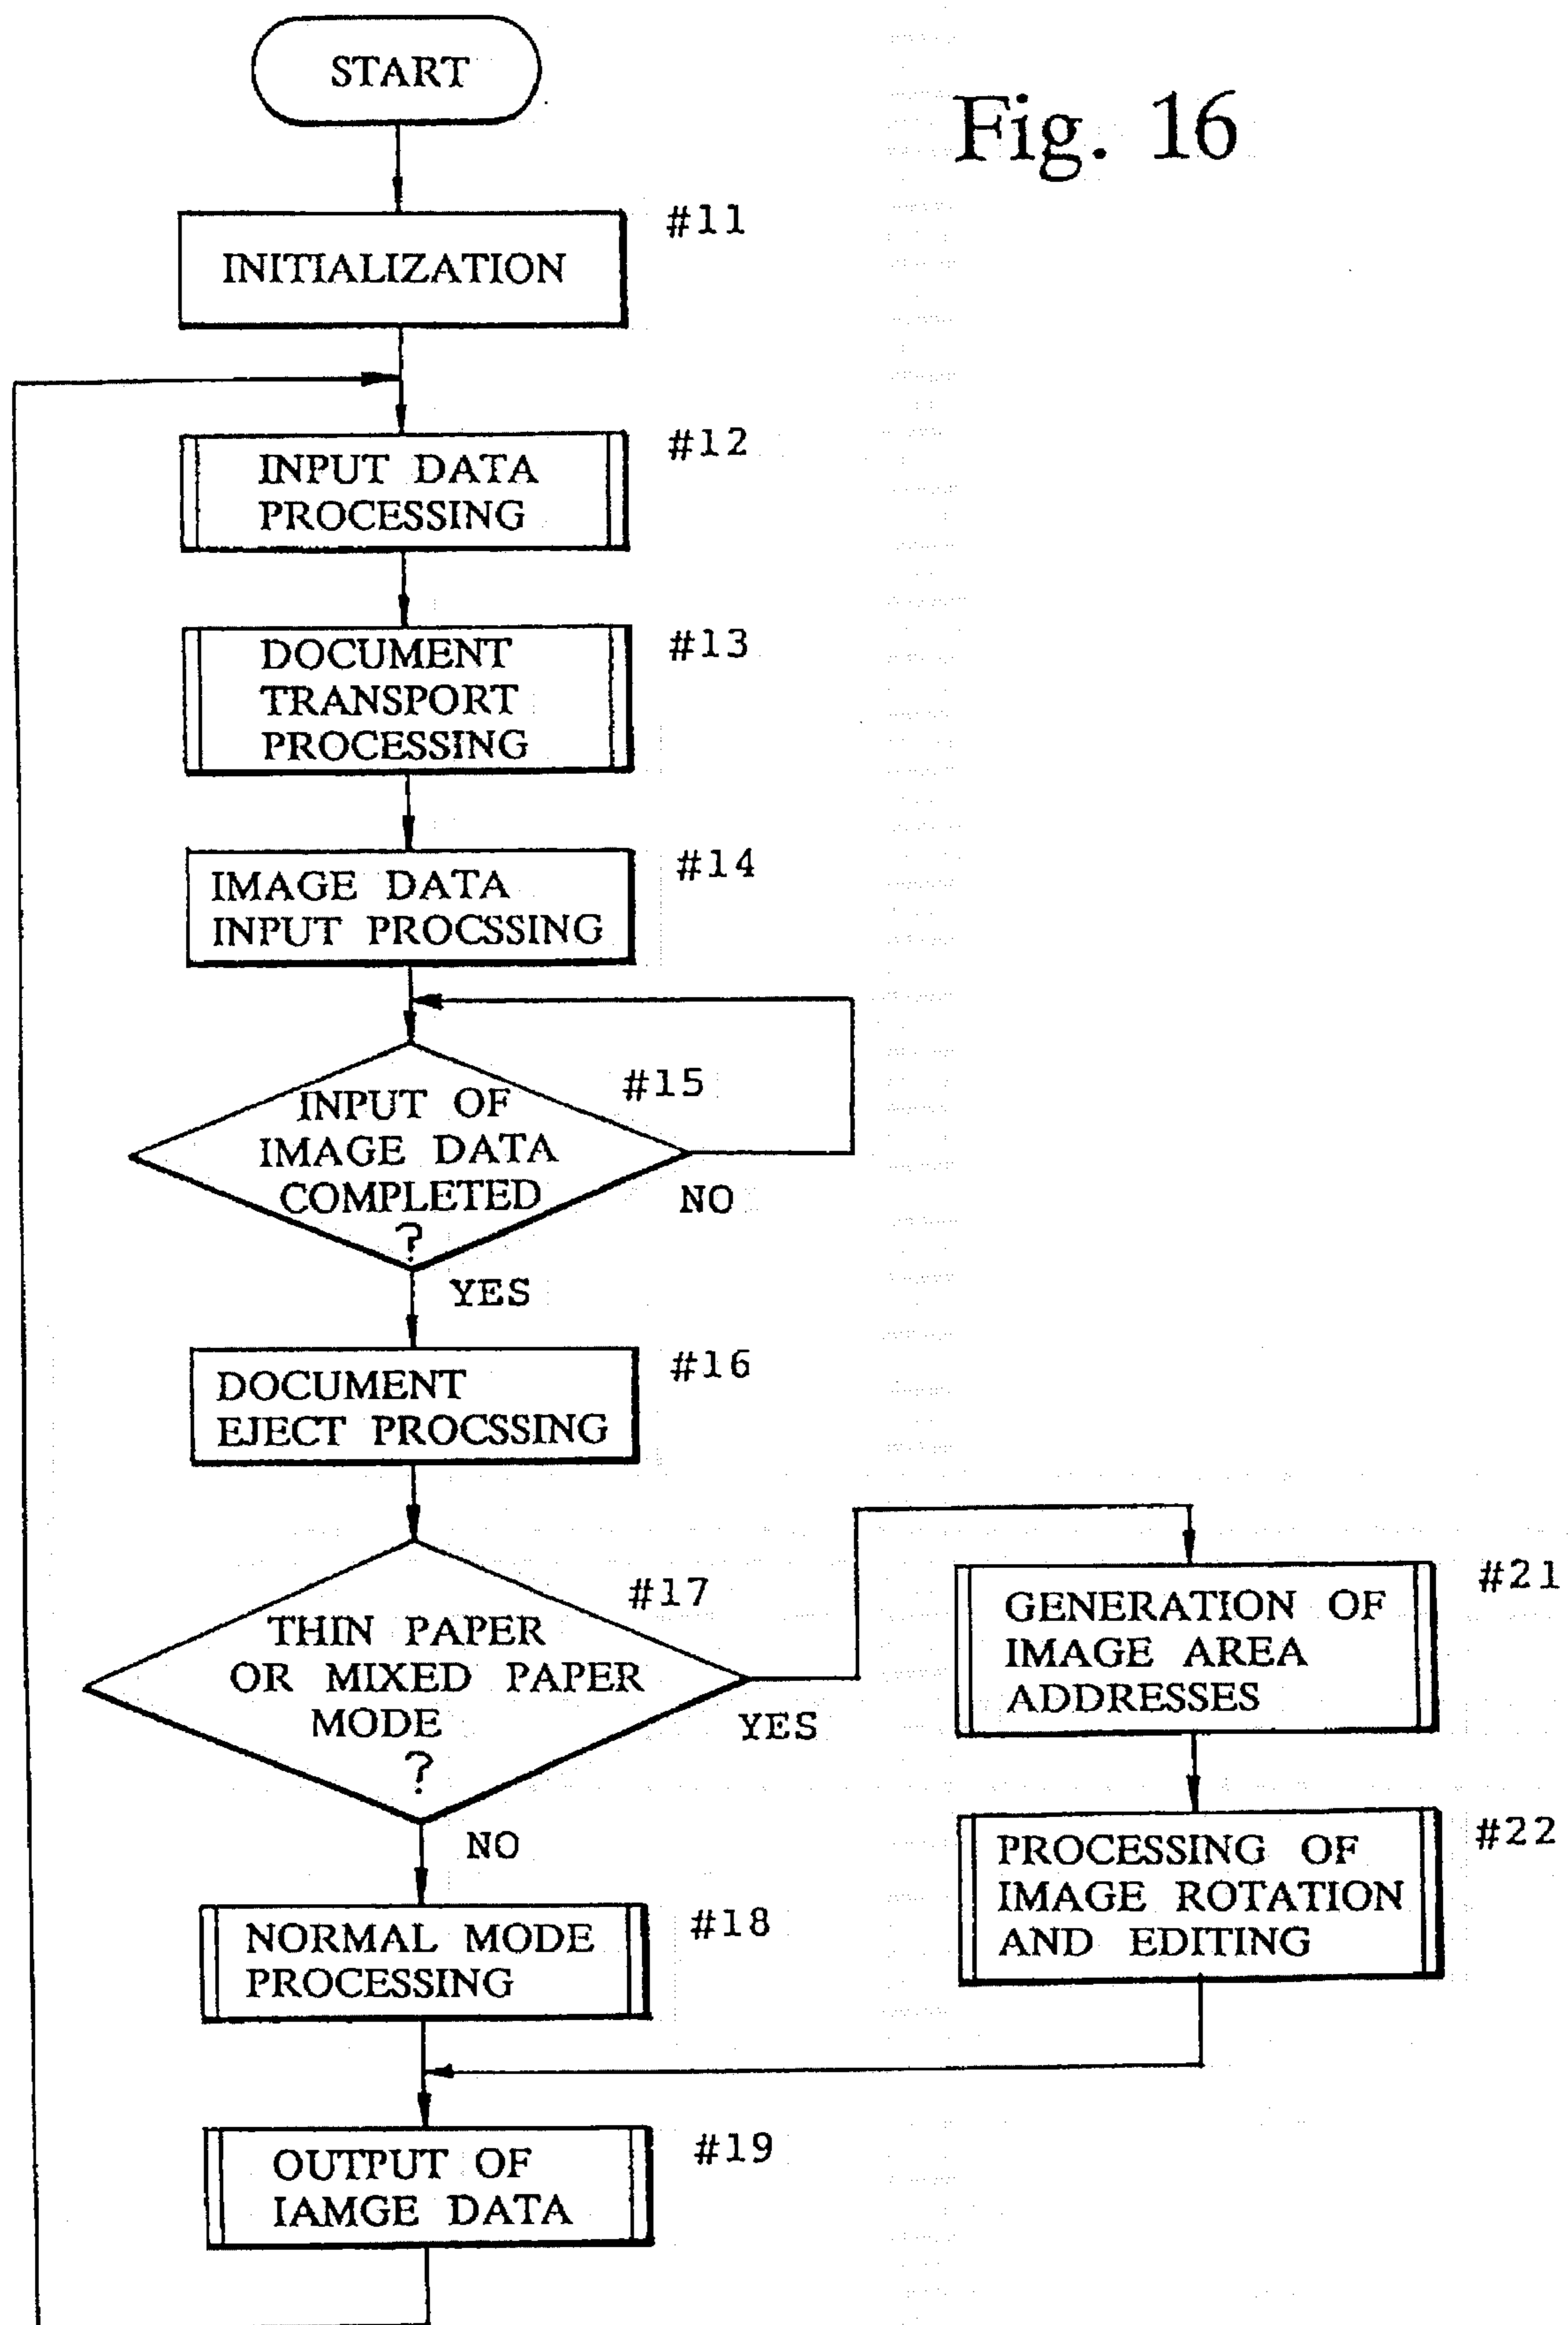 START
Fig. 16
#11
INITIALIZATION
#12
INPUT DATA
PROCESSING
#13
DOCUMENT
TRANSPORT
PROCESSING
#14
IMAGE DATA
INPUT PROCSSING
#15
INPUT OF
IMAGE DATA
COMPLETED
?
NO
YES
#16
DOCUMENT
EJECT PROCSSING
#17
THIN PAPER
OR MIXED PAPER
MODE
?
YES
NO
#21
GENERATION OF
IMAGE AREA
ADDRESSES
#22
PROCESSING OF
IMAGE ROTATION
AND EDITING
#18
NORMAL MODE
PROCESSING
#19
OUTPUT OF
IAMGE DATA